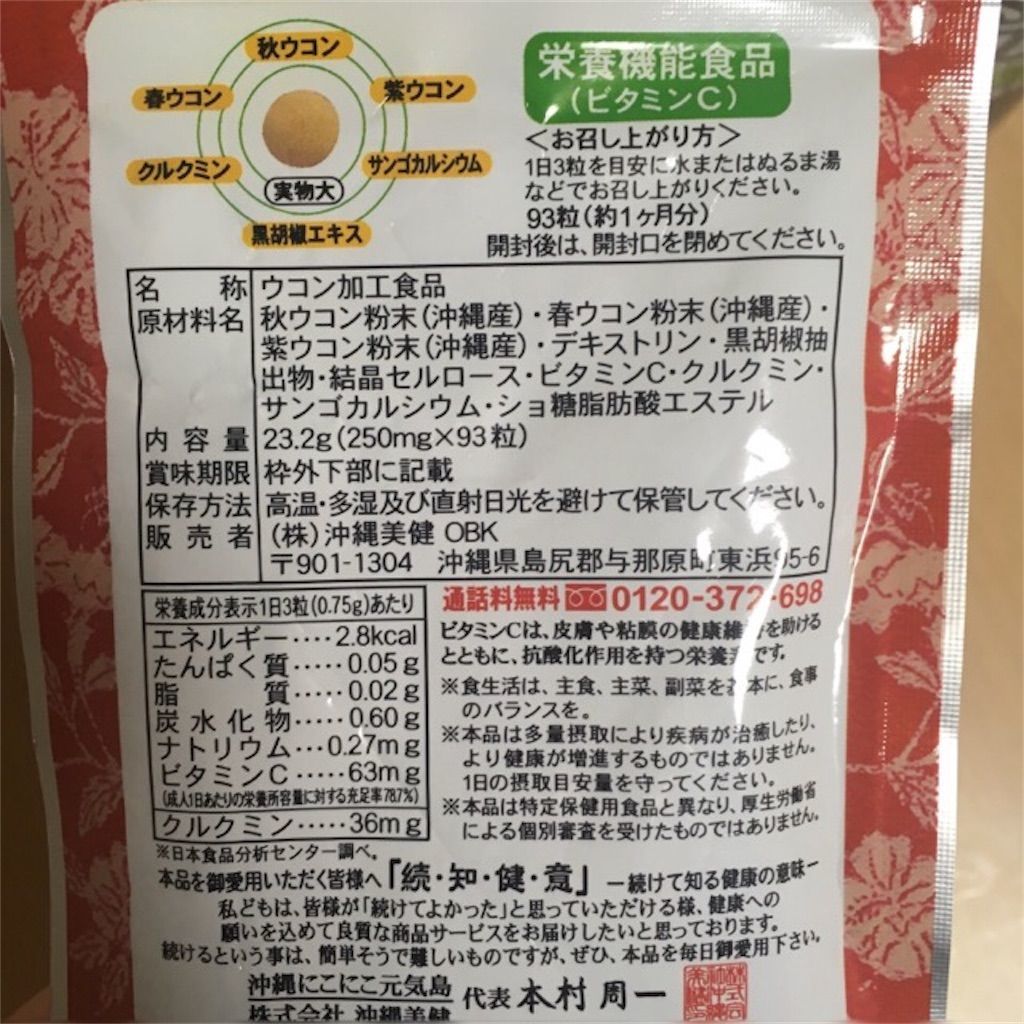 秋ウコン
春ウコン
紫ウコン
クルクミン
サンゴカルシウム
実物大
黒胡椒エキス
栄養機能食品
(ビタミンC)
<お召し上がり方>
1日3粒を目安に水またはぬるま湯
などでお召し上がりください。
93粒(約1ヶ月分)
開封後は、開封口を閉めてください。
名称 ウコン加工食品
原材料名 秋ウコン粉末(沖縄産)・春ウコン粉末(沖縄産)・
紫ウコン粉末(沖縄産)・デキストリン・黒胡椒抽
出物・結晶セルロース・ビタミンC・クルクミン・
サンゴカルシウム・ショ糖脂肪酸エステル
内容量 23.2g(250mg×93粒)
賞味期限 枠外下部に記載
保存方法 高温・多湿及び直射日光を避けて保管してください。
販売者 (株)沖縄美健 OBK
〒901-1304 沖縄県島尻郡与那原町東浜95-6
栄養成分表示1日3粒(0.75g)あたり
エネルギー····2.8kcal
たんぱく質·····0.05g
脂質·····0.02g
炭水化物·····0.60g
ナトリウム···0.27mg
ビタミンC·····63mg
(成人1日あたりの栄養所要量に対する充足率78.7%)
クルクミン·····36mg
※日本食品分析センター調べ。
通話料無料 0120-372-698
ビタミンCは、皮膚や粘膜の健康維を助ける
とともに、抗酸化作用を持つ栄養です。
※食生活は、主食、主菜、副菜を本に、食事
のバランスを。
※本品は多量摂取により疾病が治癒したり、
より健康が増進するものではありません。
1日の摂取目安量を守ってください。
※本品は特定保健用食品と異なり、厚生労働省
による個別審査を受けたものではありません。
本品を御愛用いただく皆様へ「続・知・健・意」―続けて知る健康の意味―
私どもは、皆様が「続けてよかった」と思っていただける様、健康への
願いを込めて良質な商品サービスをお届けしたいと思っております。
続けるという事は、簡単そうで難しいものですが、ぜひ、本品を毎日御愛用下さい。
沖縄にこにこ元気島
株式会社 沖縄美健
代表 本村 周一